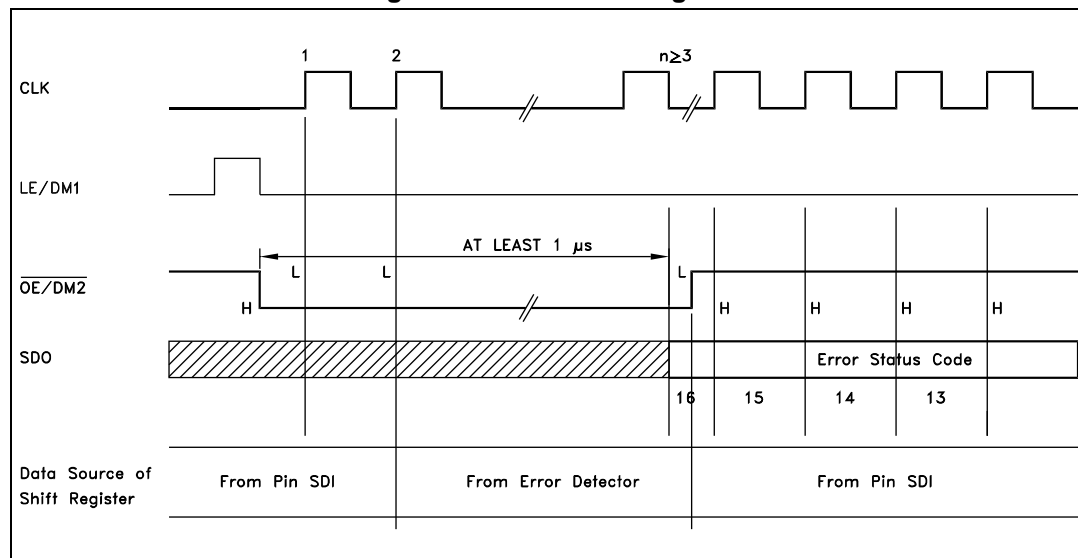 1 2 n≥3
CLK
LE/DM1
AT LEAST 1 µs
L L L
OE/DM2
H H H H H
SDO
Error Status Code
16 15 14 13
Data Source of
Shift Register
From Pin SDI
From Error Detector
From Pin SDI